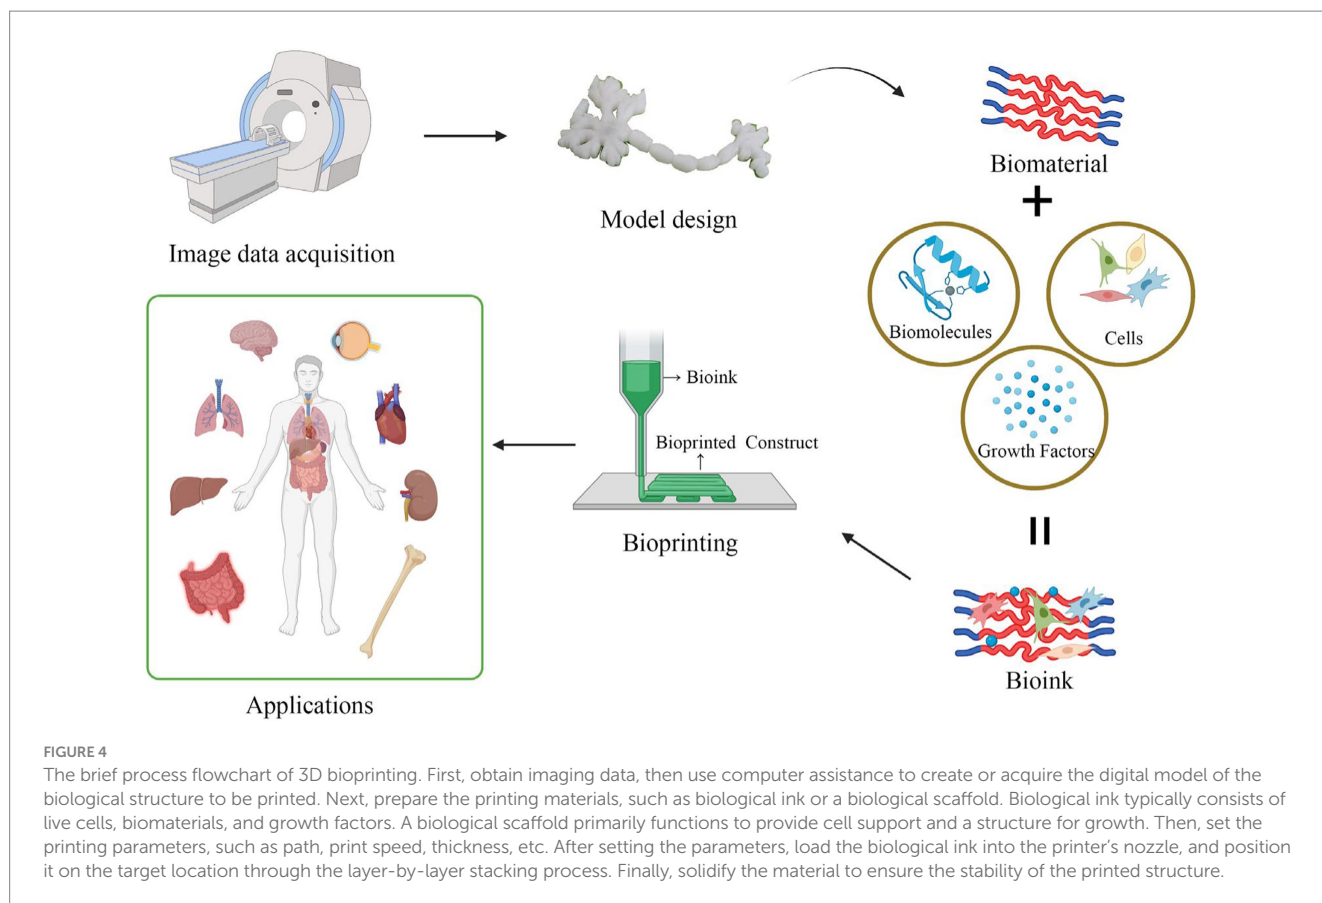 Image data acquisition
Model design
Biomaterial
+
Biomolecules
Cells
Growth Factors
=
Bioink
→ Bioink
Bioprinted Construct
↑
Bioprinting
Applications
FIGURE 4
The brief process flowchart of 3D bioprinting. First, obtain imaging data, then use computer assistance to create or acquire the digital model of the
biological structure to be printed. Next, prepare the printing materials, such as biological ink or a biological scaffold. Biological ink typically consists of
live cells, biomaterials, and growth factors. A biological scaffold primarily functions to provide cell support and a structure for growth. Then, set the
printing parameters, such as path, print speed, thickness, etc. After setting the parameters, load the biological ink into the printer’s nozzle, and position
it on the target location through the layer-by-layer stacking process. Finally, solidify the material to ensure the stability of the printed structure.